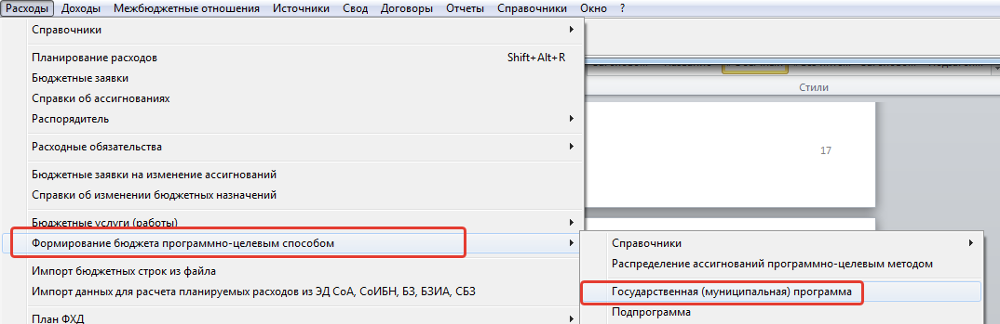 Расходы Доходы Межбюджетные отношения Источники Свод Договоры Отчеты Справочники Окно ?
Справочники
Планирование расходов Shift+Alt+R
Бюджетные заявки
Справки об ассигнованиях
Распорядитель
Расходные обязательства
Бюджетные заявки на изменение ассигнований
Справки об изменении бюджетных назначений
Бюджетные услуги (работы)
Формирование бюджета программно-целевым способом
Импорт бюджетных строк из файла
Импорт данных для расчета планируемых расходов из ЭД СоА, СоИБН, БЗ, БЗИА, СБЗ
План ФХД
Стили
17
Справочники
Распределение ассигнований программно-целевым методом
Государственная (муниципальная) программа
Подпрограмма